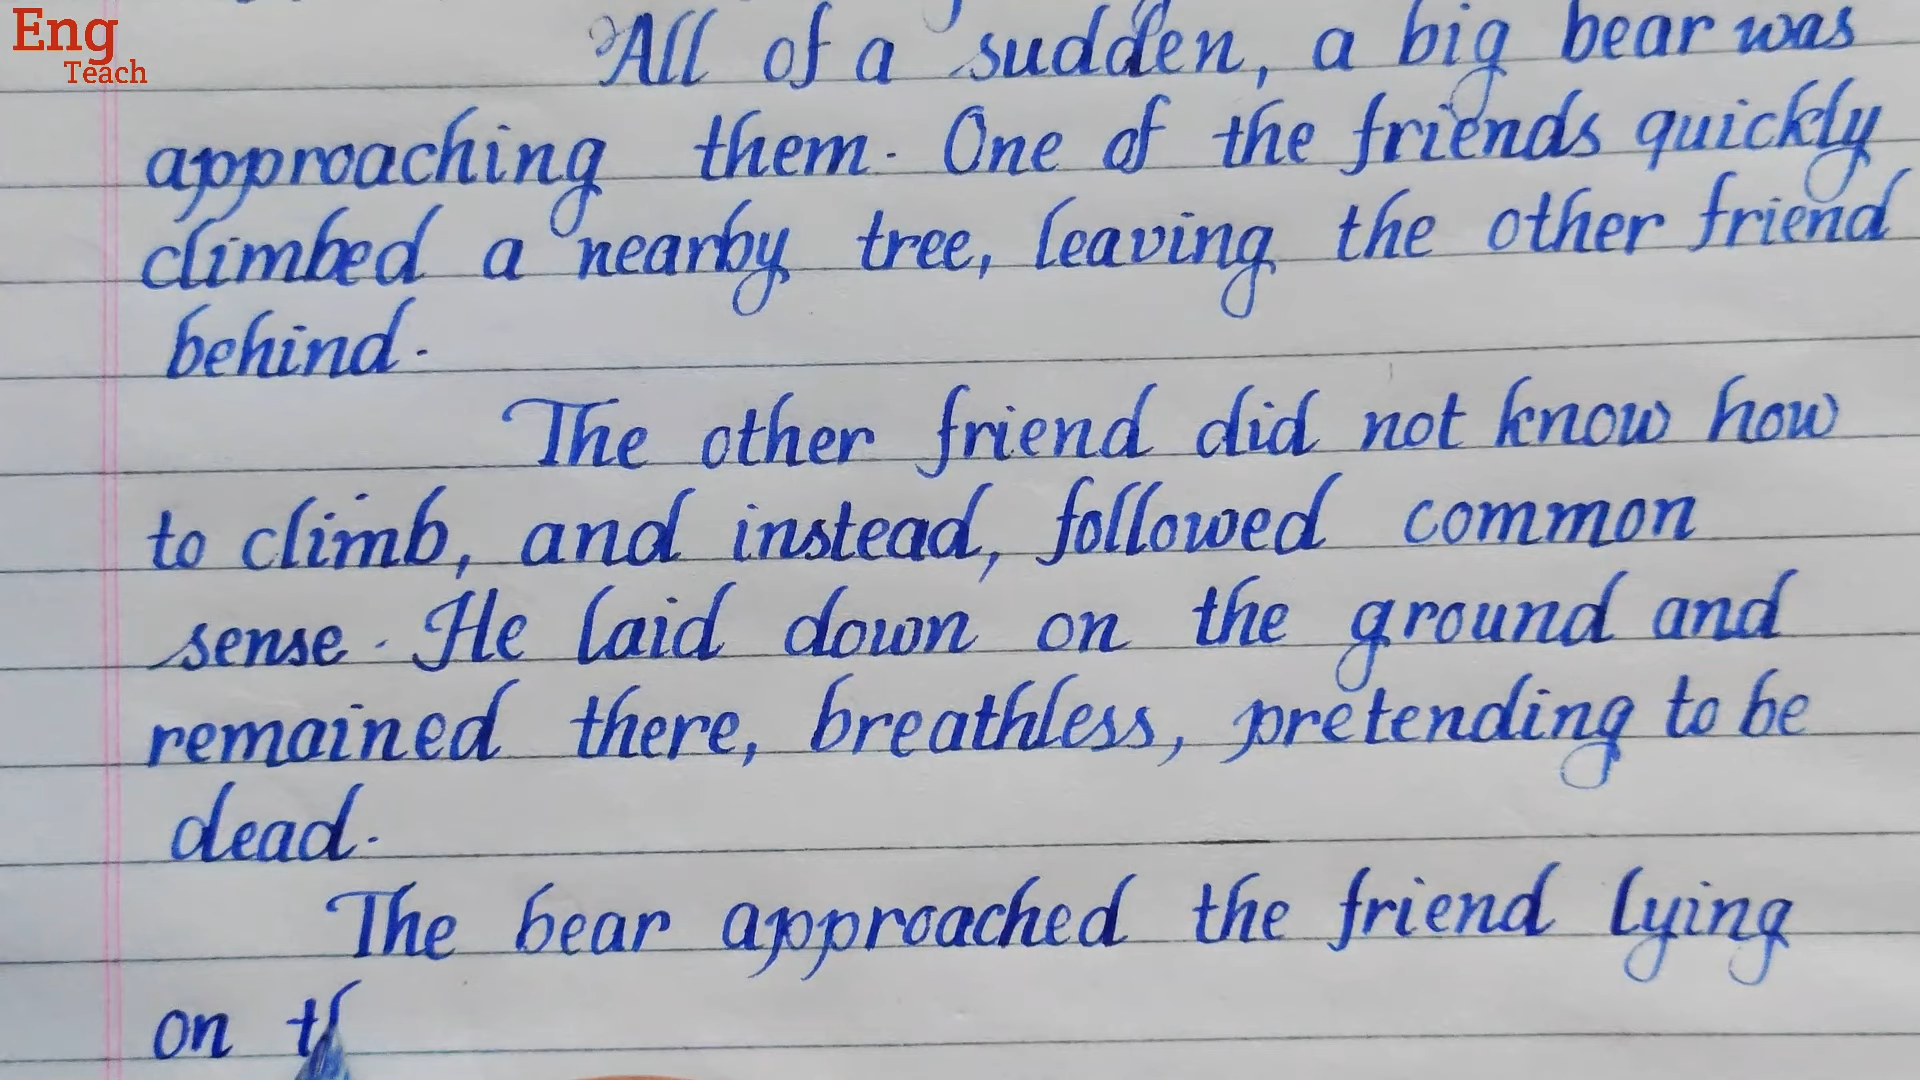 Eng
Teach
All of a sudden, a big bear was
approaching them. One of the friends quickly
climbed a nearby tree, leaving the other friend
behind.
The other friend did not know how
to climb, and instead, followed common
sense. He laid down on the ground and
remained there, breathless, pretending to be
dead.
The bear approached the friend lying
on th